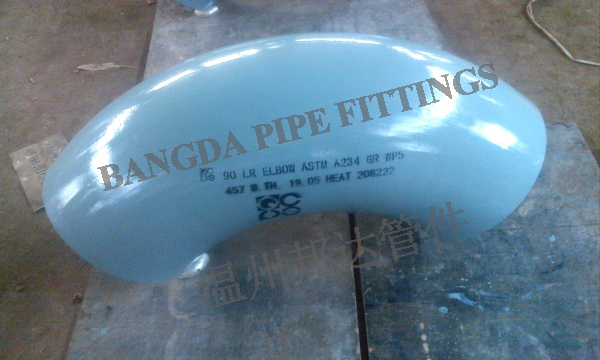 BANGDA PIPE FITTINGS
90 LR ELBOW ASTM A234 GR WP5
457 W.TH. 19.05 HEAT 208222
温州邦达管件